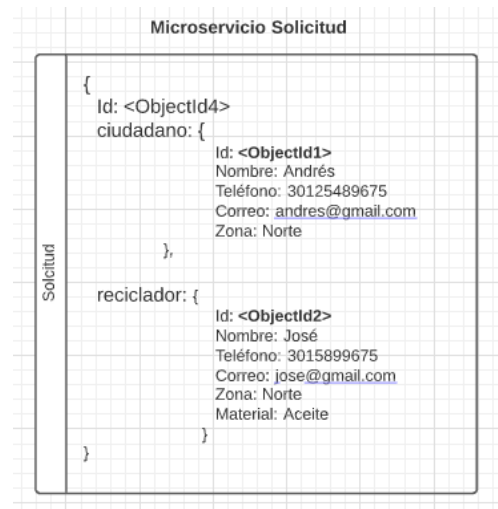 Microservicio Solicitud
Solcitud
{
Id: <ObjectId4>
ciudadano: {
Id: <ObjectId1>
Nombre: Andrés
Teléfono: 30125489675
Correo: andres@gmail.com
Zona: Norte
},
reciclador: {
Id: <ObjectId2>
Nombre: José
Teléfono: 3015899675
Correo: jose@gmail.com
Zona: Norte
Material: Aceite
}
}